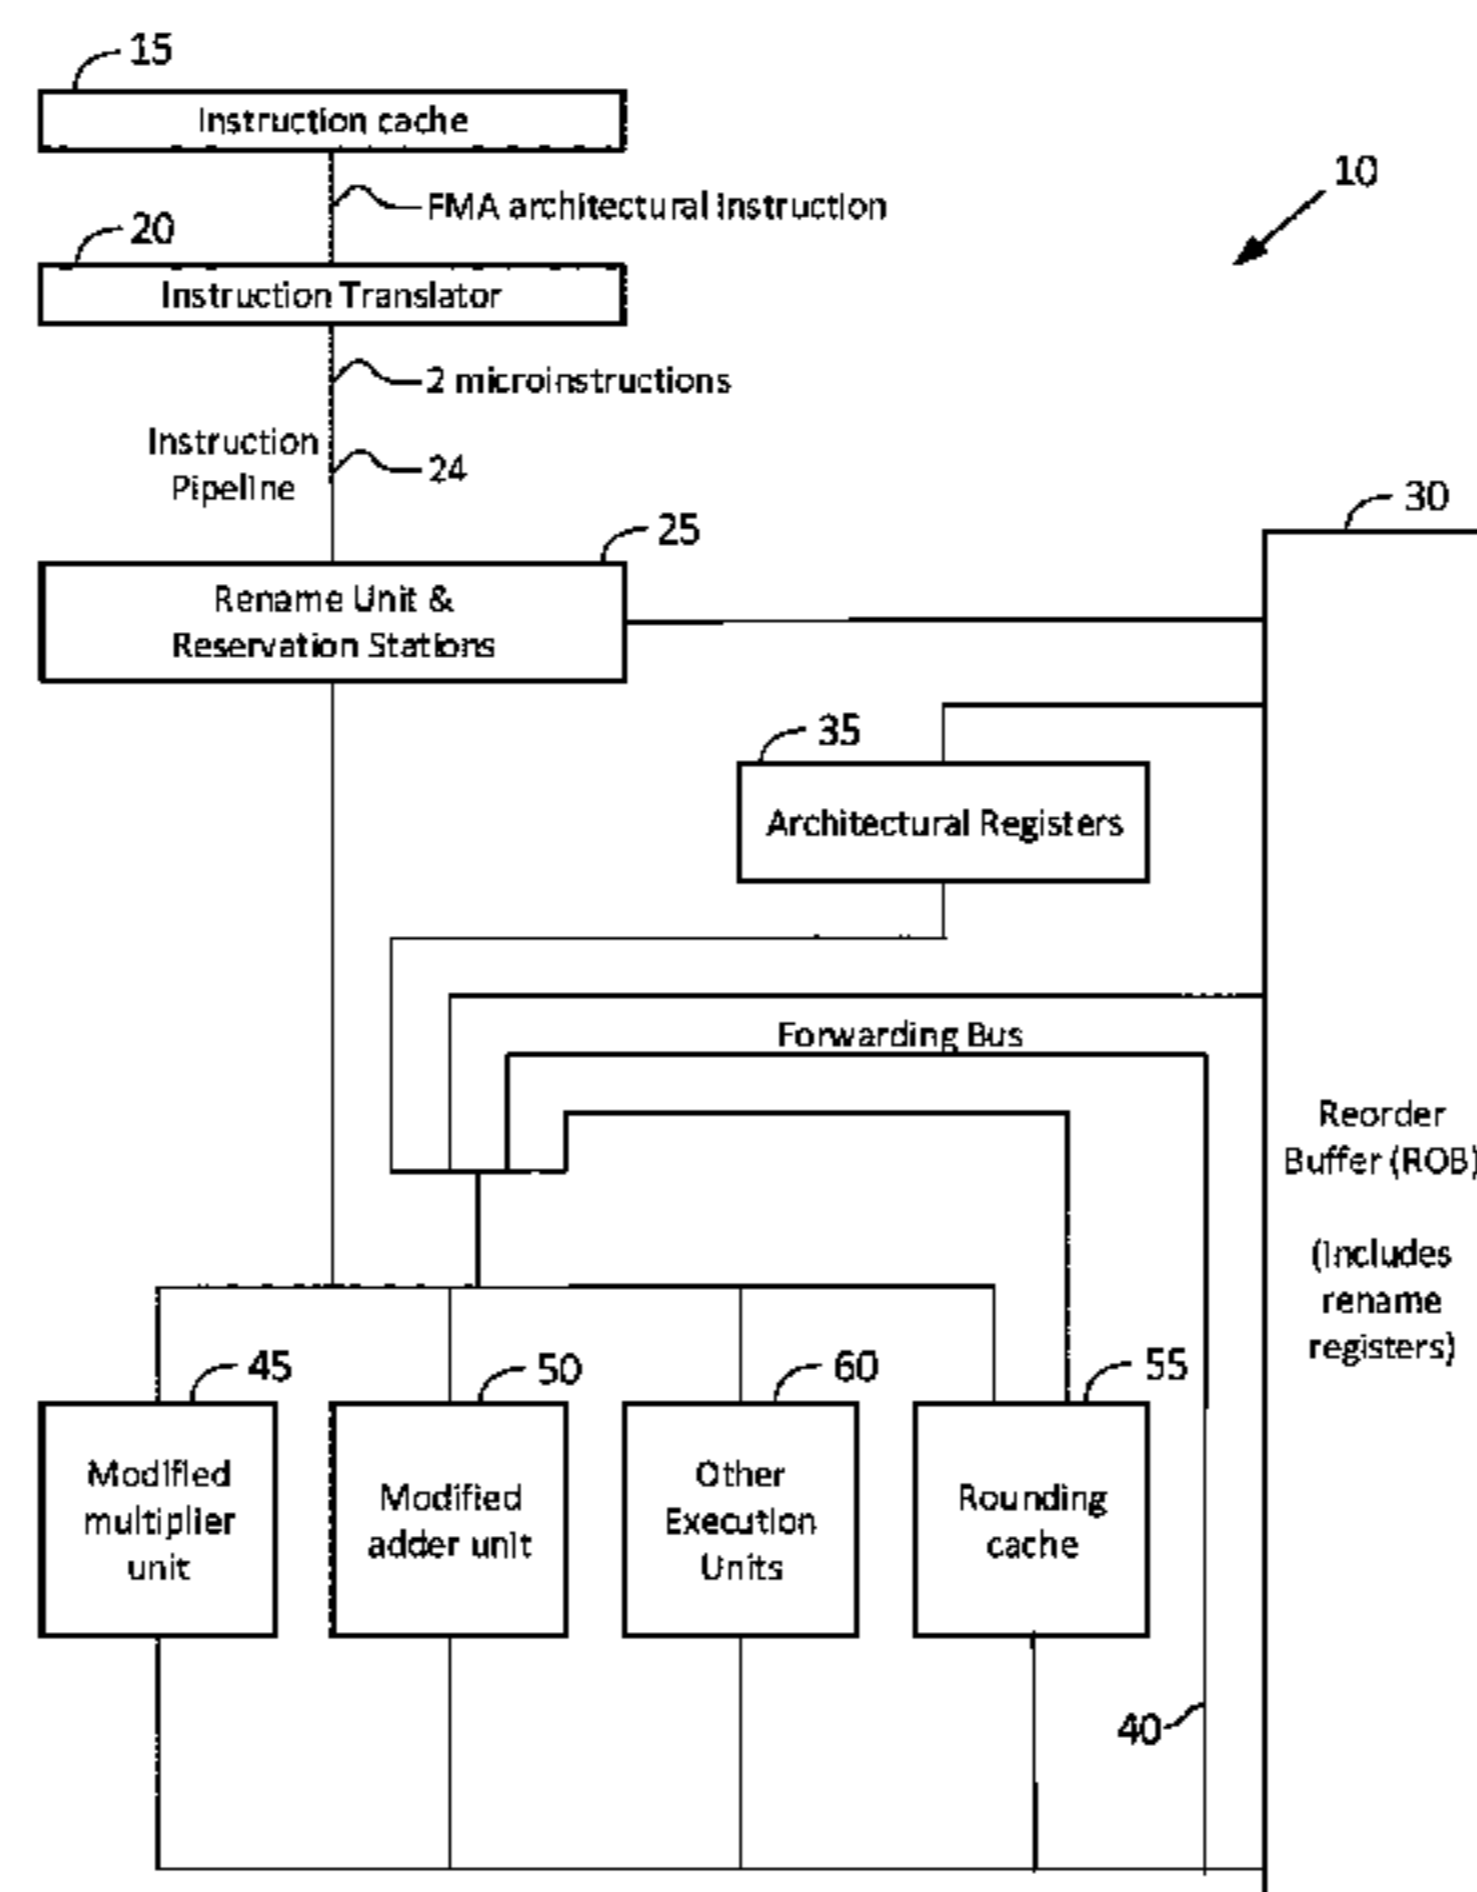 15
Instruction cache
10
FMA architectural instruction
20
Instruction Translator
2 microinstructions
Instruction
Pipeline
24
30
25
Rename Unit &
Reservation Stations
35
Architectural Registers
Forwarding Bus
Reorder
Buffer (ROB)
(Includes
rename
registers)
45
50
60
55
Modified
multiplier
unit
Modified
adder unit
Other
Execution
Units
Rounding
cache
40